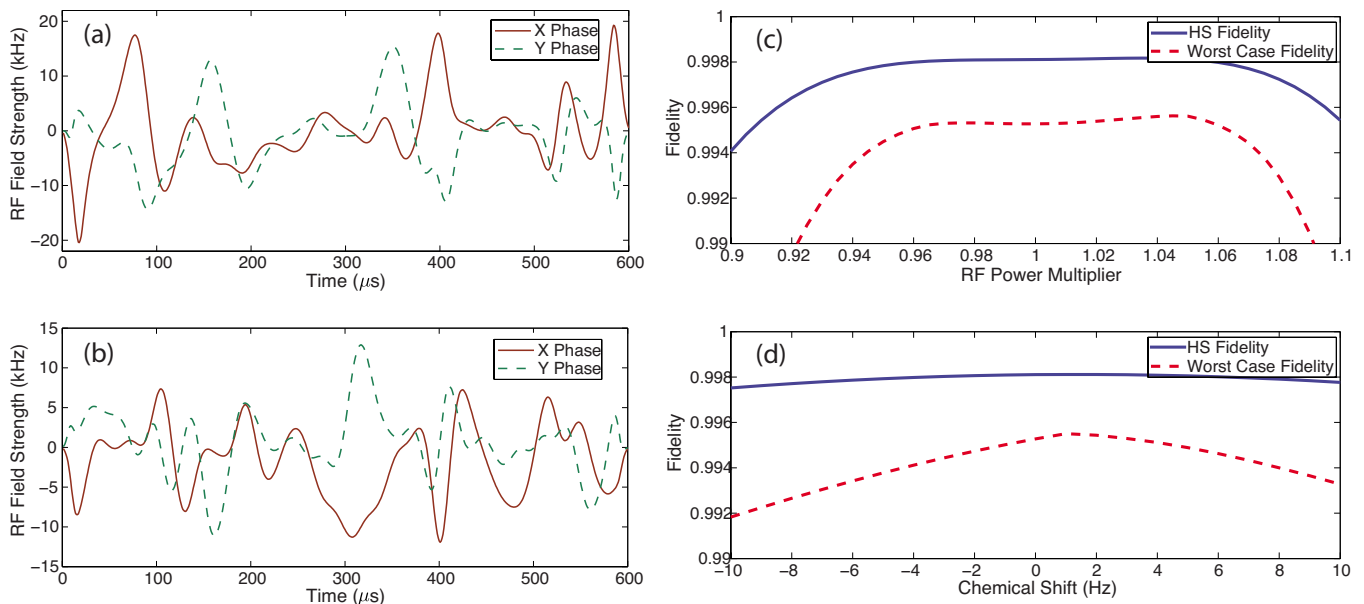 (a)
X Phase
Y Phase
RF Field Strength (kHz)
20
10
0
−10
−20
0 100 200 300 400 500 600
Time (μs)
(b)
X Phase
Y Phase
RF Field Strength (kHz)
15
10
5
0
−5
−10
−15
0 100 200 300 400 500 600
Time (μs)
(c)
HS Fidelity
Worst Case Fidelity
Fidelity
1
0.998
0.996
0.994
0.992
0.99
0.9 0.92 0.94 0.96 0.98 1 1.02 1.04 1.06 1.08 1.1
RF Power Multiplier
(d)
HS Fidelity
Worst Case Fidelity
Fidelity
1
0.998
0.996
0.994
0.992
0.99
−10 −8 −6 −4 −2 0 2 4 6 8 10
Chemical Shift (Hz)